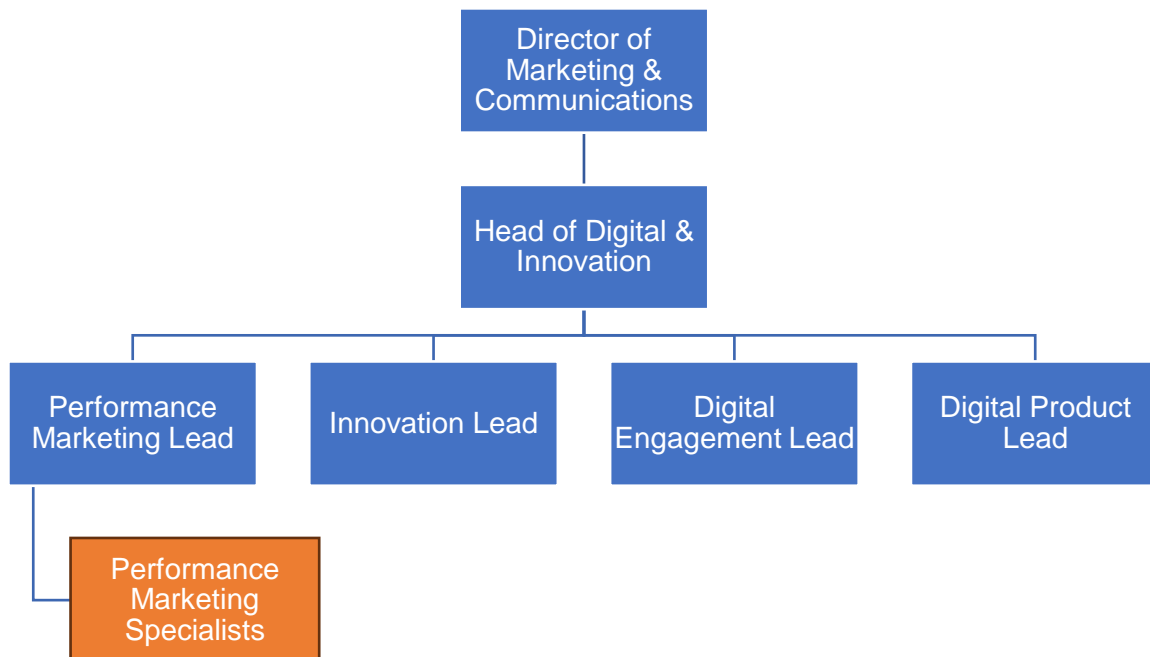 Director of
Marketing &
Communications
Head of Digital &
Innovation
Performance
Marketing Lead
Innovation Lead
Digital
Engagement Lead
Digital Product
Lead
Performance
Marketing
Specialists